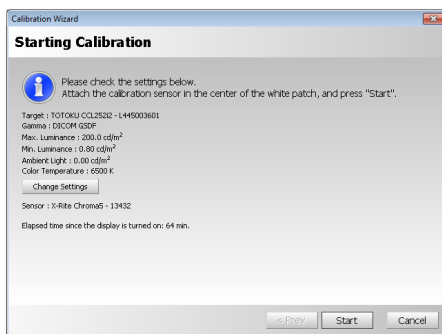 Calibration Wizard
Starting Calibration
Please check the settings below.
Attach the calibration sensor in the center of the white patch, and press "Start".
Target : TOTOKU CCL252i2 - L445003601
Gamma : DICOM GSDF
Max. Luminance : 200.0 cd/m²
Min. Luminance : 0.80 cd/m²
Ambient Light : 0.00 cd/m²
Color Temperature : 6500 K
Change Settings
Sensor : X-Rite Chroma5 - 13432
Elapsed time since the display is turned on: 64 min.
< Prev Start Cancel